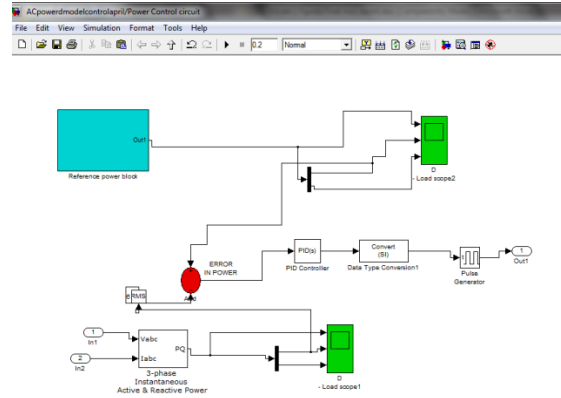 ACpowerdmodelcontrolapril/Power Control circuit
File Edit View Simulation Format Tools Help
0.2 Normal
Out1
Reference power block
D
- Load scope2
ERROR
IN POWER
PID(s)
PID Controller
Convert
(SI)
Data Type Conversion1
Pulse
Generator
1
Out1
RMS
Add
1
In1
2
In2
Vabc
Iabc
PQ
3-phase
Instantaneous
Active & Reactive Power
D
- Load scope1